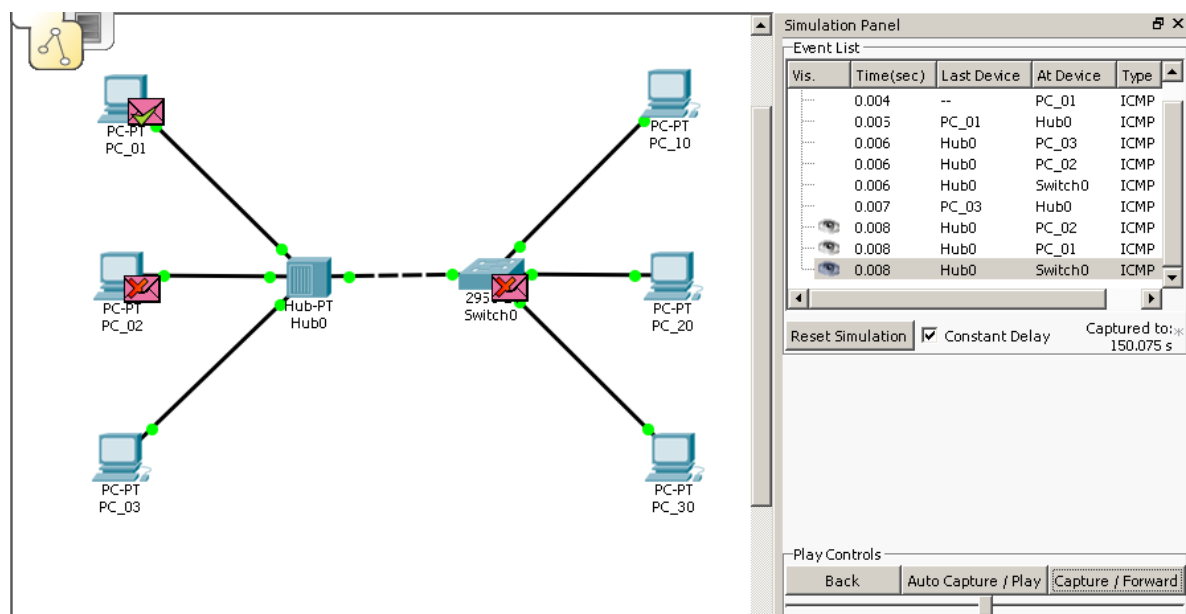 PC-PT
PC_01
PC-PT
PC_02
PC-PT
PC_03
Hub-PT
Hub0
Switch0
PC-PT
PC_10
PC-PT
PC_20
PC-PT
PC_30
Simulation Panel
Event List
Vis. Time(sec) Last Device At Device Type
0.004 -- PC_01 ICMP
0.005 PC_01 Hub0 ICMP
0.006 Hub0 PC_03 ICMP
0.006 Hub0 PC_02 ICMP
0.006 Hub0 Switch0 ICMP
0.007 PC_03 Hub0 ICMP
0.008 Hub0 PC_02 ICMP
0.008 Hub0 PC_01 ICMP
0.008 Hub0 Switch0 ICMP
Reset Simulation Constant Delay Captured to:
150.075 s
Play Controls
Back Auto Capture / Play Capture / Forward